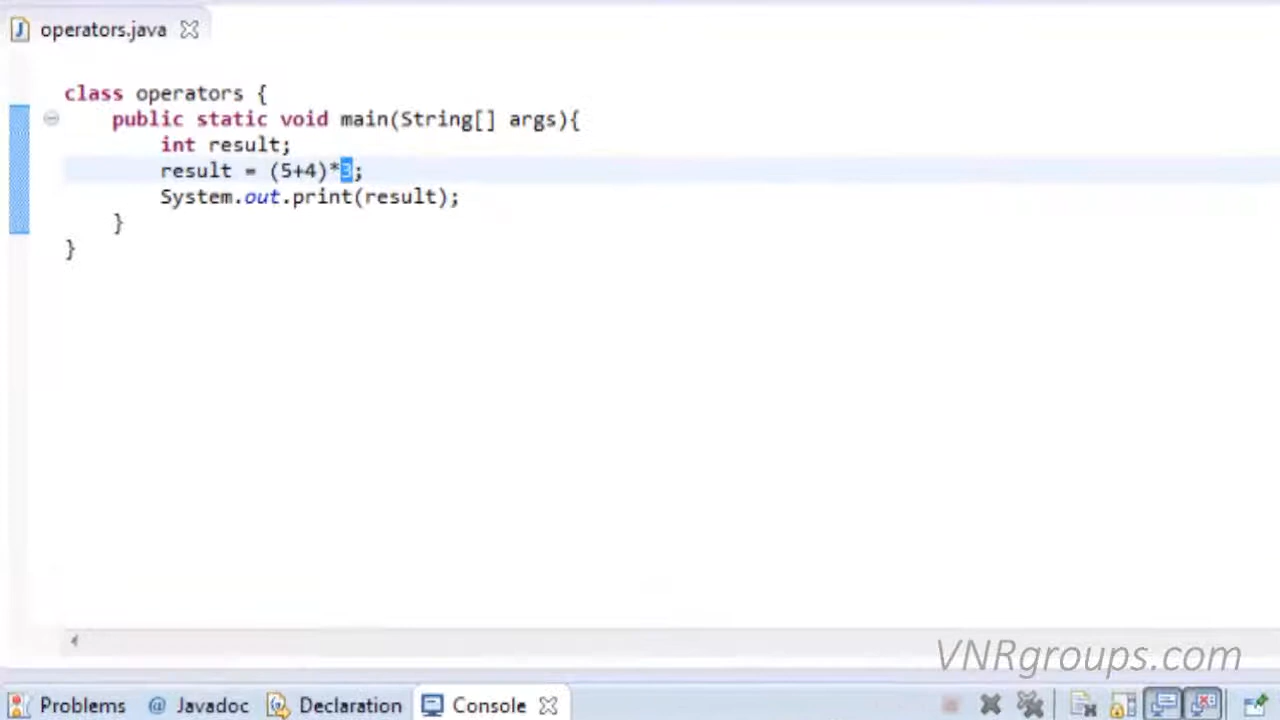 operators.java
class operators {
public static void main(String[] args){
int result;
result = (5+4)*3;
System.out.print(result);
}
}
VNRgroups.com
Problems @ Javadoc Declaration Console